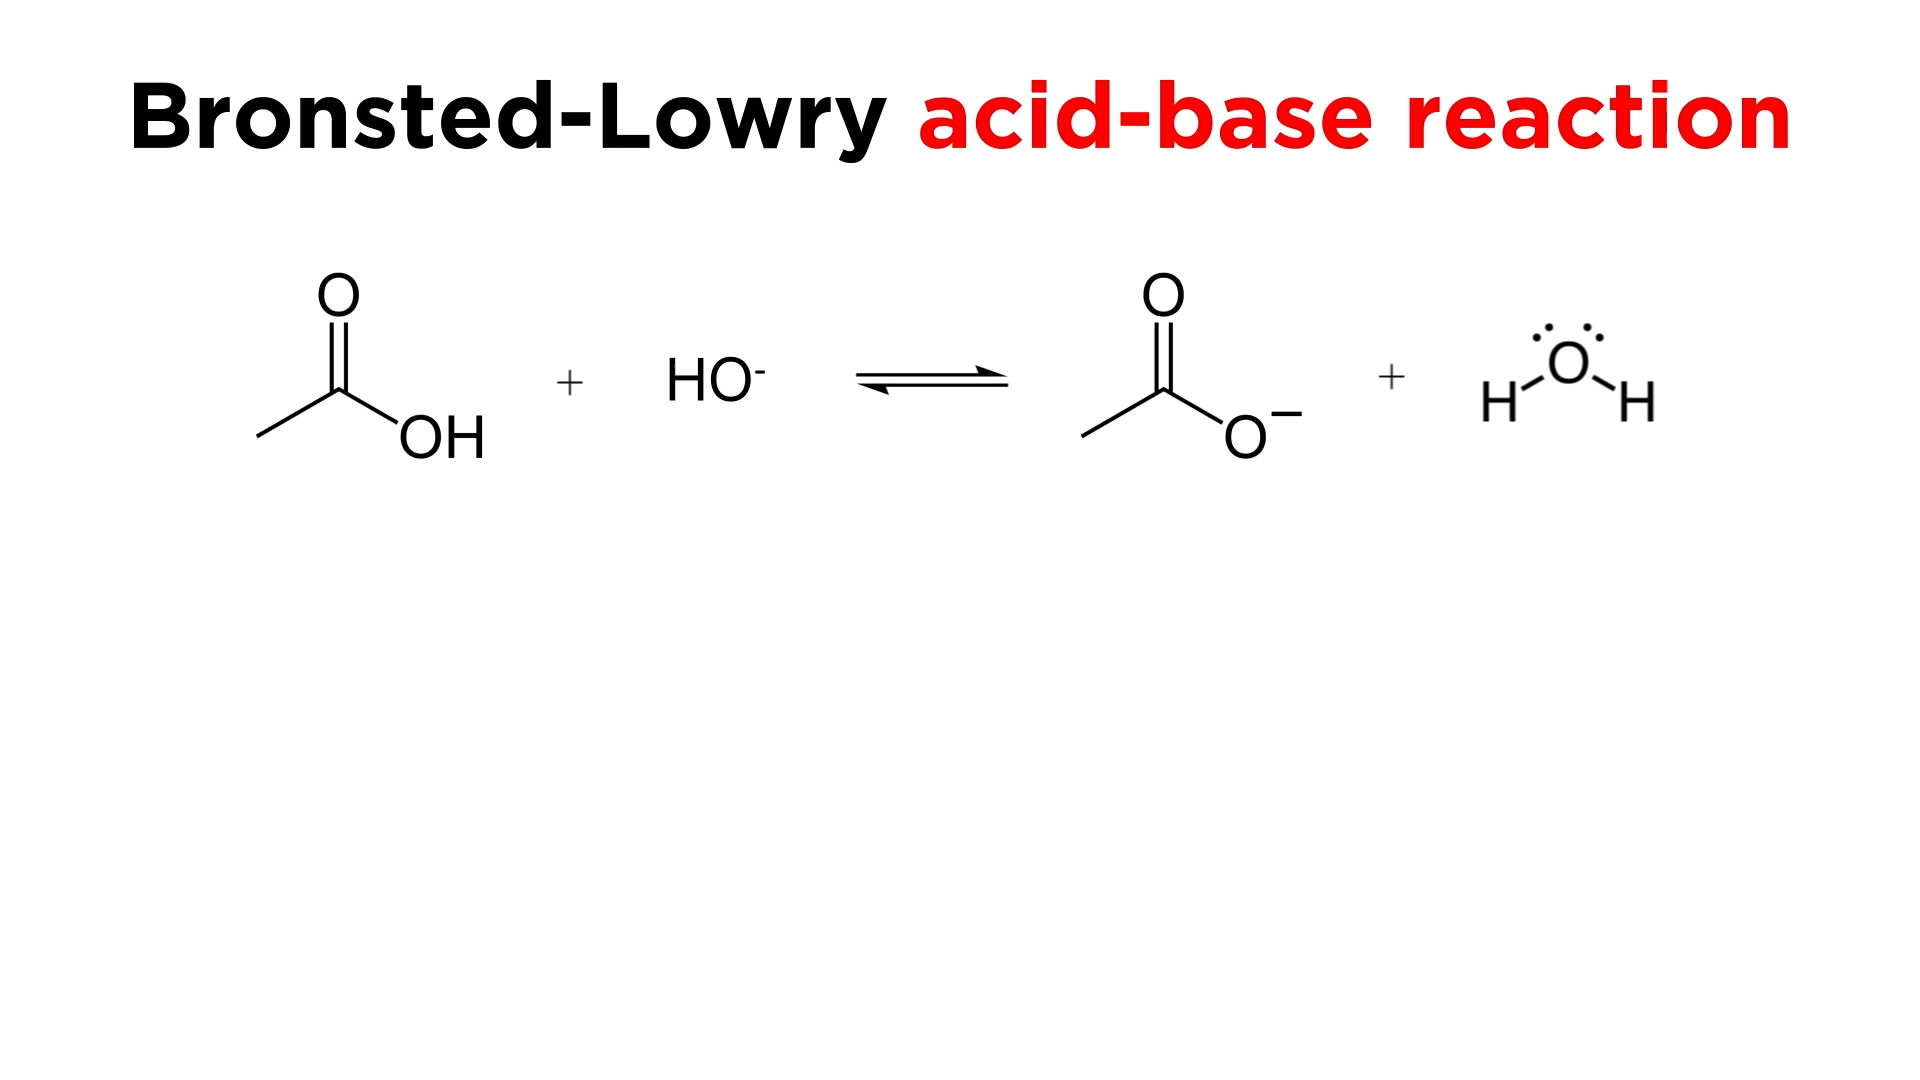 Bronsted-Lowry acid-base reaction
O OH + HO⁻ ⇌ O O⁻ + H O H